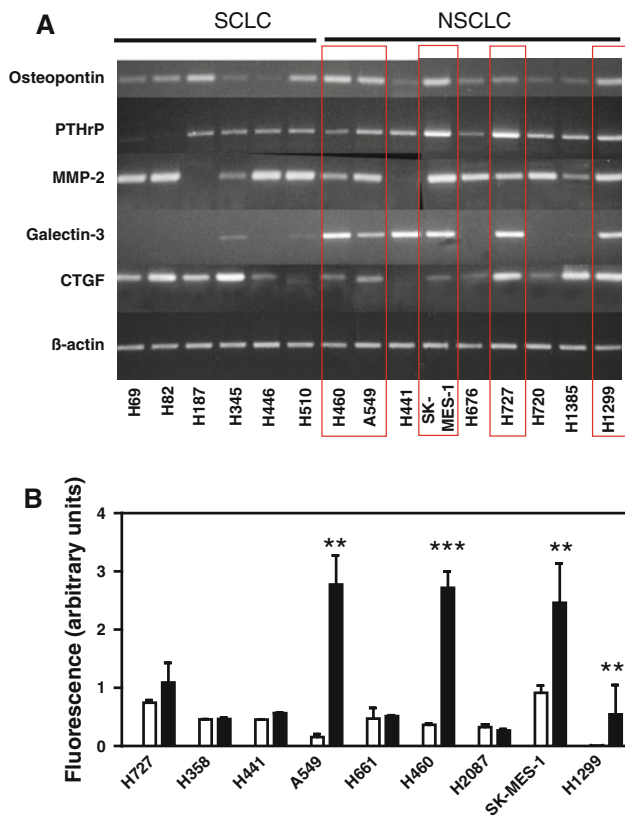 A
SCLC
NSCLC
Osteopontin
PTHrP
MMP-2
Galectin-3
CTGF
ß-actin
H69
H82
H187
H345
H446
H510
H460
A549
H441
SK-
MES-1
H676
H727
H720
H1385
H1299
B
Fluorescence (arbitrary units)
4
3
2
1
0
**
***
**
**
H727
H358
H441
A549
H661
H460
H2087
SK-MES-1
H1299